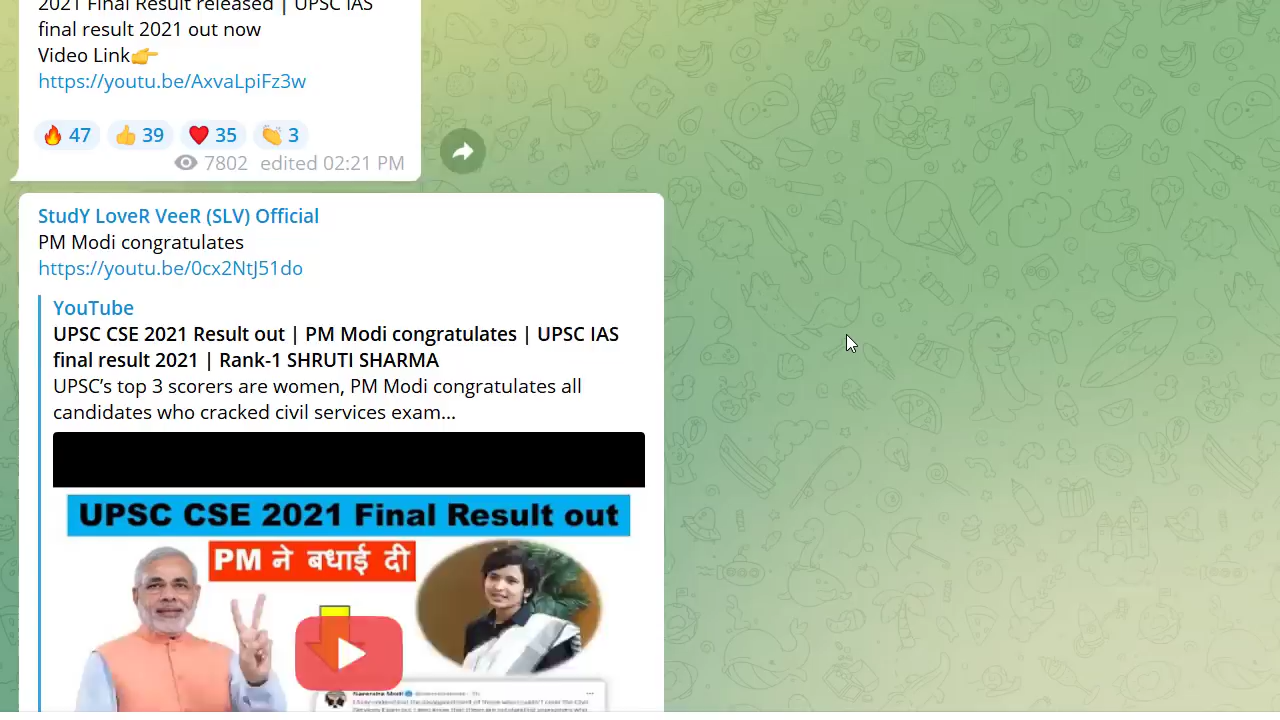 2021 Final Result released | UPSC IAS
final result 2021 out now
Video Link👉
https://youtu.be/AxvaLpiFz3w
🔥 47 👍 39 ❤️ 35 👏 3
7802 edited 02:21 PM
StudY LoveR VeeR (SLV) Official
PM Modi congratulates
https://youtu.be/0cx2NtJ51do
YouTube
UPSC CSE 2021 Result out | PM Modi congratulates | UPSC IAS
final result 2021 | Rank-1 SHRUTI SHARMA
UPSC’s top 3 scorers are women, PM Modi congratulates all
candidates who cracked civil services exam...
UPSC CSE 2021 Final Result out
PM ने बधाई दी
Narendra Modi